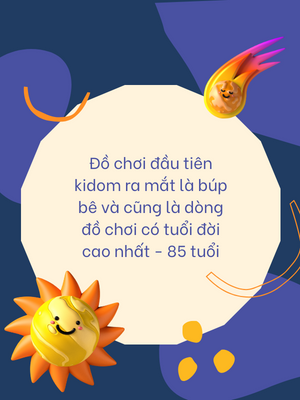 Đồ chơi đầu tiên
kidom ra mắt là búp
bê và cũng là dòng
đồ chơi có tuổi đời
cao nhất - 85 tuổi